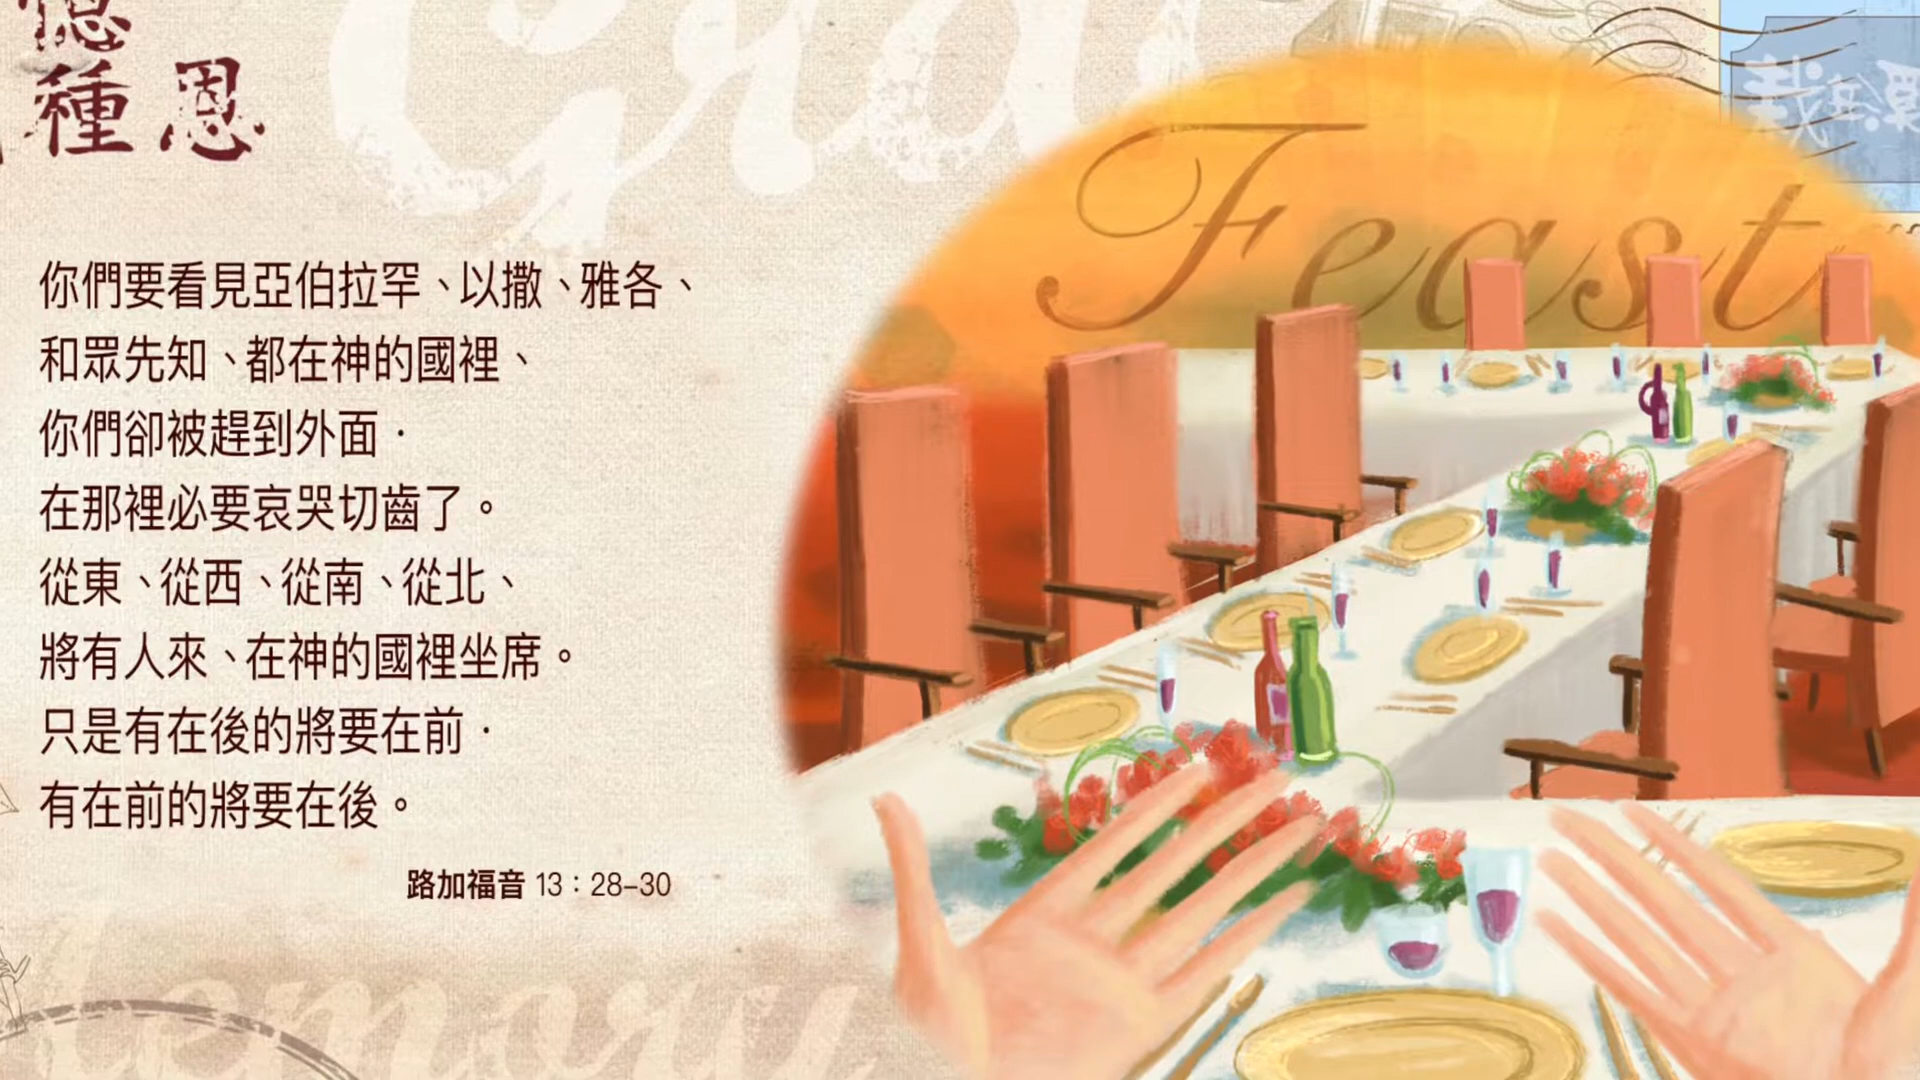 憶
種恩
Feast
你們要看見亞伯拉罕、以撒、雅各、
和眾先知、都在神的國裡、
你們卻被趕到外面．
在那裡必要哀哭切齒了。
從東、從西、從南、從北、
將有人來、在神的國裡坐席。
只是有在後的將要在前．
有在前的將要在後。
路加福音 13：28–30
emory